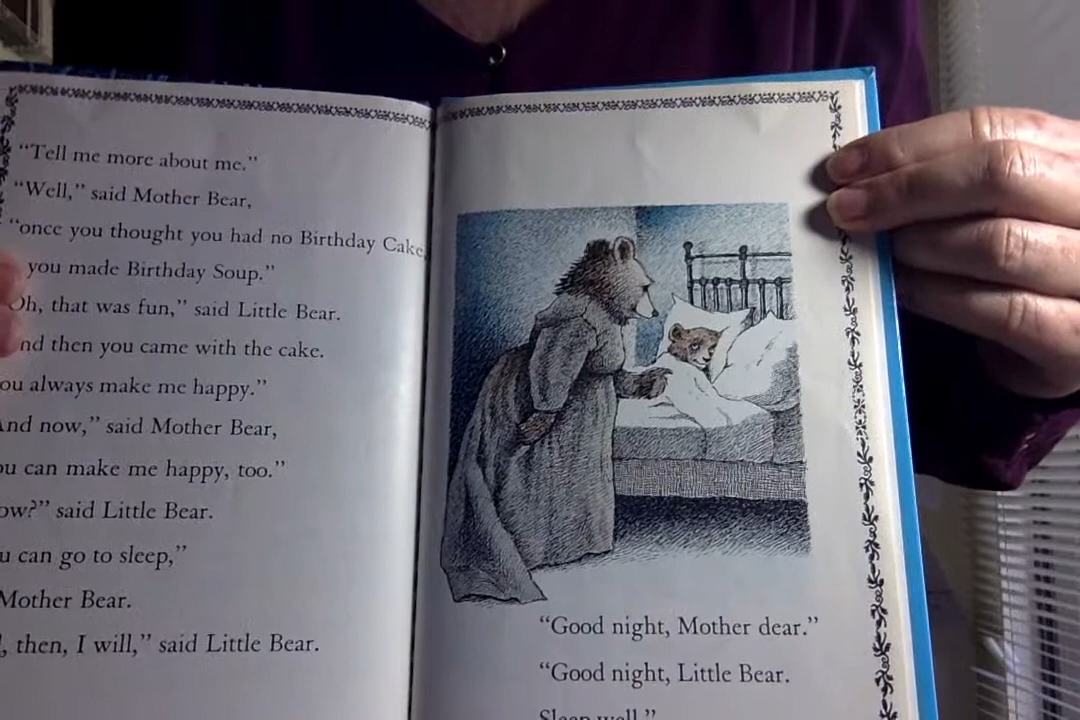 “Tell me more about me.”
“Well,” said Mother Bear,
“once you thought you had no Birthday Cake,
you made Birthday Soup.”
Oh, that was fun,” said Little Bear.
nd then you came with the cake.
ou always make me happy.”
And now,” said Mother Bear,
ou can make me happy, too.”
ow?” said Little Bear.
u can go to sleep,”
Mother Bear.
, then, I will,” said Little Bear.
“Good night, Mother dear.”
“Good night, Little Bear.
Sleep well.”